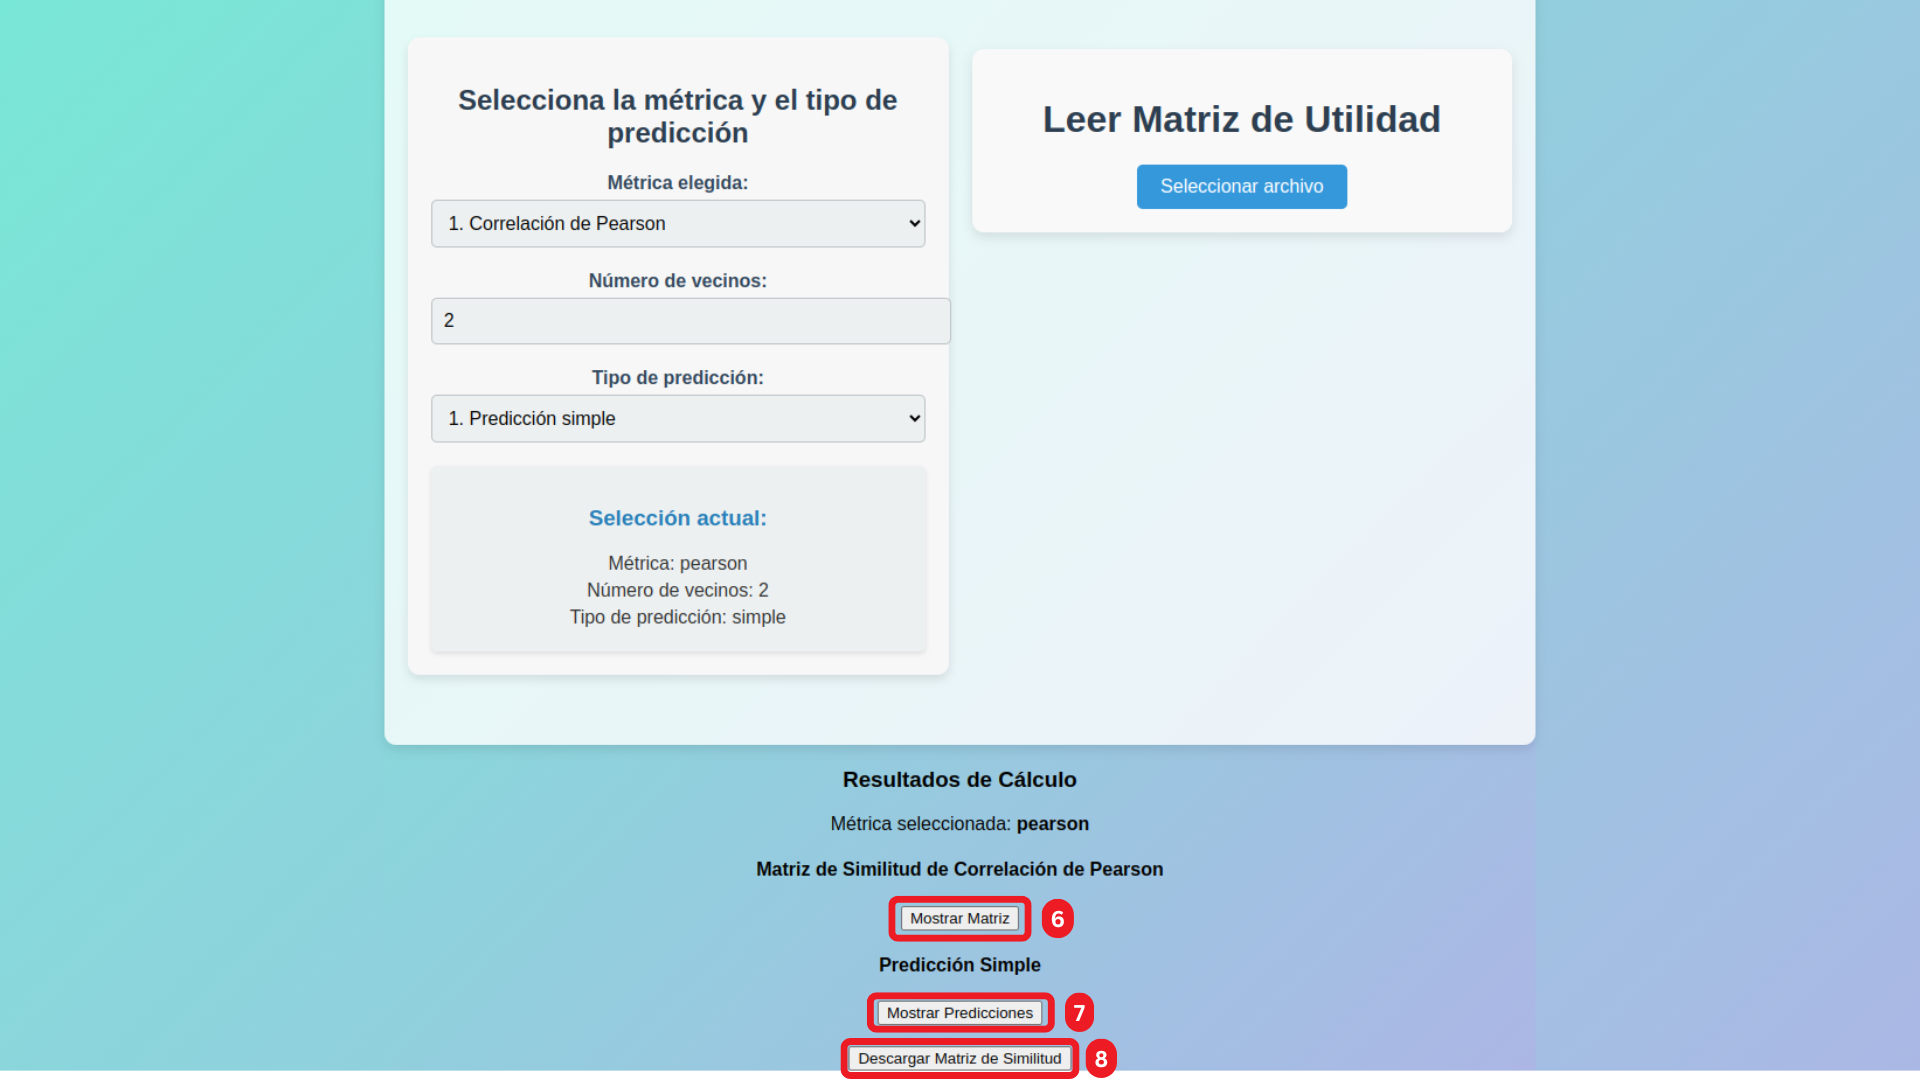 Selecciona la métrica y el tipo de
predicción
Métrica elegida:
1. Correlación de Pearson
Número de vecinos:
2
Tipo de predicción:
1. Predicción simple
Selección actual:
Métrica: pearson
Número de vecinos: 2
Tipo de predicción: simple
Leer Matriz de Utilidad
Seleccionar archivo
Resultados de Cálculo
Métrica seleccionada: pearson
Matriz de Similitud de Correlación de Pearson
Mostrar Matriz 6
Predicción Simple
Mostrar Predicciones 7
Descargar Matriz de Similitud 8